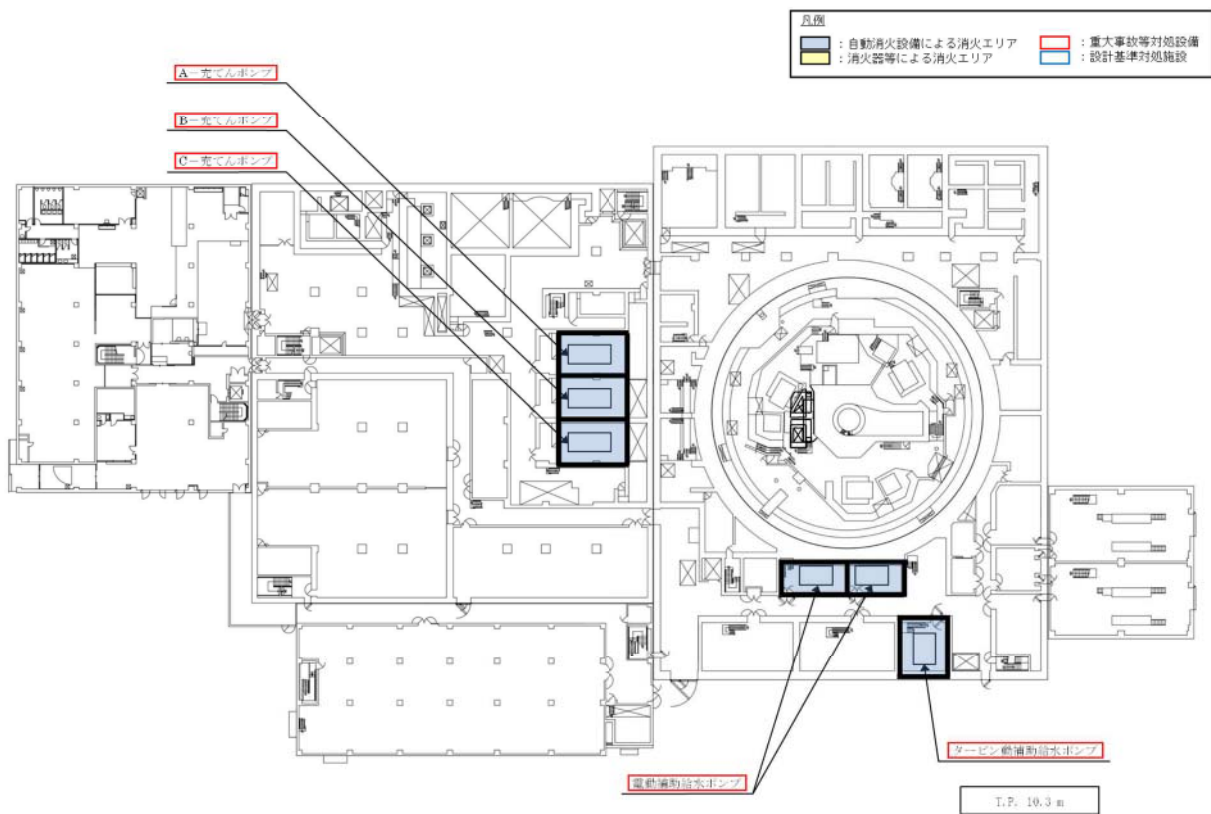 凡例
：自動消火設備による消火エリア
：消火器等による消火エリア
：重大事故等対処設備
：設計基準対処施設
A－充てんポンプ
B－充てんポンプ
C－充てんポンプ
タービン動補助給水ポンプ
電動補助給水ポンプ
T.P. 10.3 m